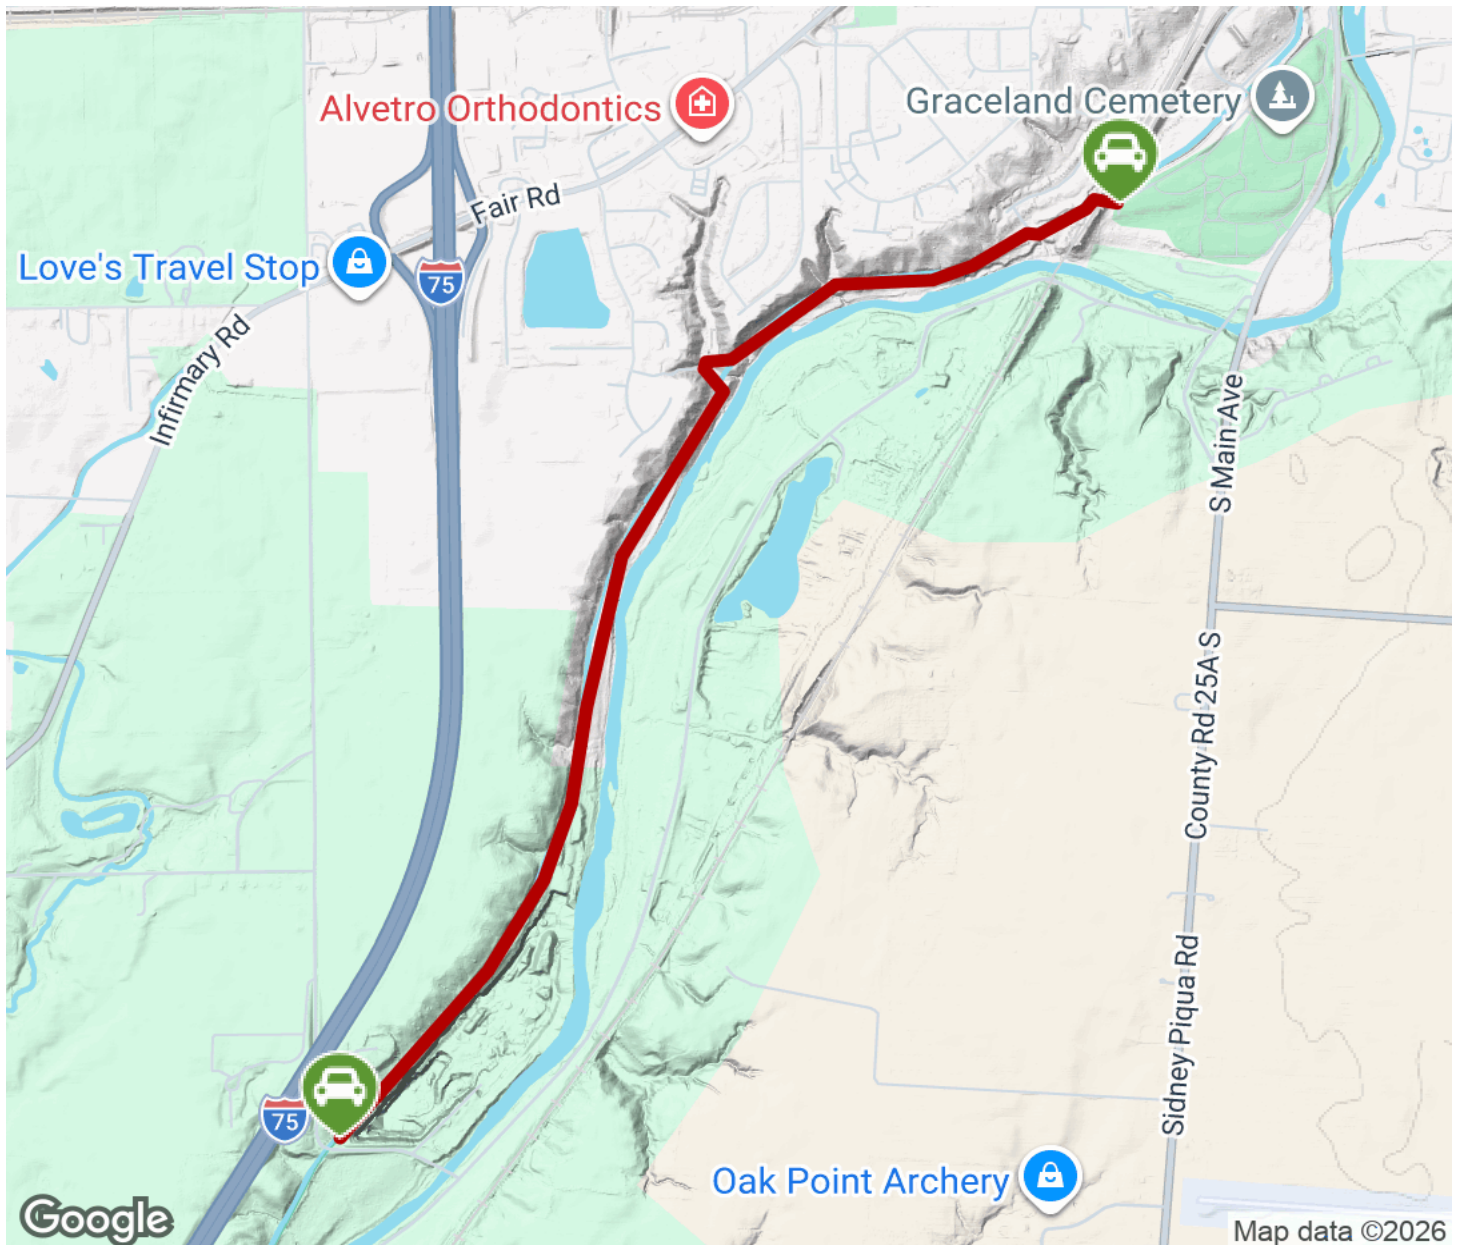 Alvetro Orthodontics
Graceland Cemetery
Fair Rd
Love's Travel Stop
75
Infirmary Rd
S Main Ave
County Rd 25A S
Sidney Piqua Rd
75
Oak Point Archery
Google
Map data ©2026